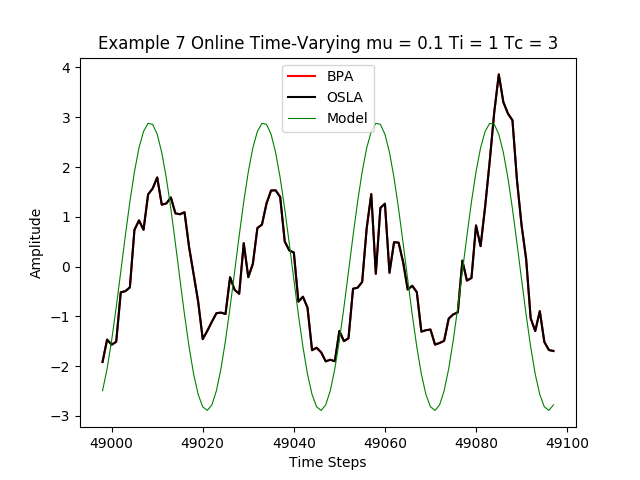 Example 7 Online Time-Varying mu = 0.1 Ti = 1 Tc = 3
BPA
OSLA
Model
Amplitude
4
3
2
1
0
−1
−2
−3
49000 49020 49040 49060 49080 49100
Time Steps